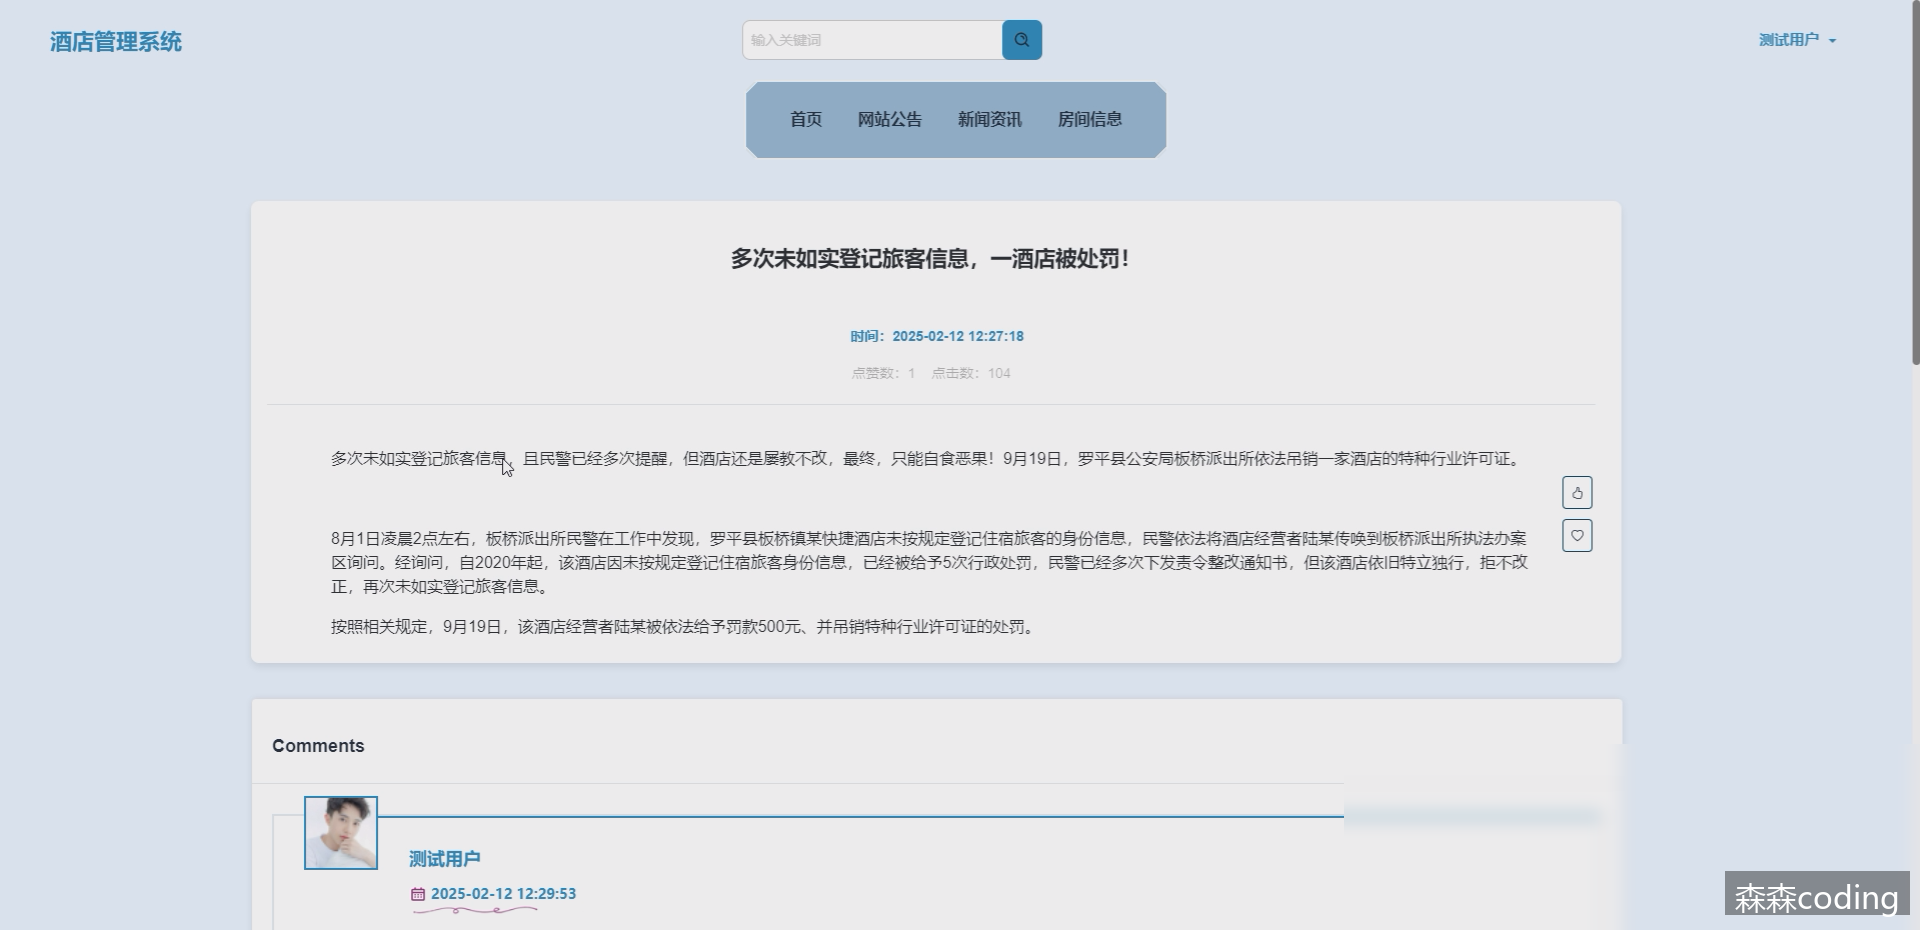 酒店管理系统
输入关键词
测试用户
首页 网站公告 新闻资讯 房间信息
多次未如实登记旅客信息，一酒店被处罚！
时间：2025-02-12 12:27:18
点赞数：1 点击数：104
多次未如实登记旅客信息，且民警已经多次提醒，但酒店还是屡教不改，最终，只能自食恶果！9月19日，罗平县公安局板桥派出所依法吊销一家酒店的特种行业许可证。
8月1日凌晨2点左右，板桥派出所民警在工作中发现，罗平县板桥镇某快捷酒店未按规定登记住宿旅客的身份信息，民警依法将酒店经营者陆某传唤到板桥派出所执法办案
区询问。经询问，自2020年起，该酒店因未按规定登记住宿旅客身份信息，已经被给予5次行政处罚，民警已经多次下发责令整改通知书，但该酒店依旧特立独行，拒不改
正，再次未如实登记旅客信息。
按照相关规定，9月19日，该酒店经营者陆某被依法给予罚款500元、并吊销特种行业许可证的处罚。
Comments
测试用户
2025-02-12 12:29:53
森森coding